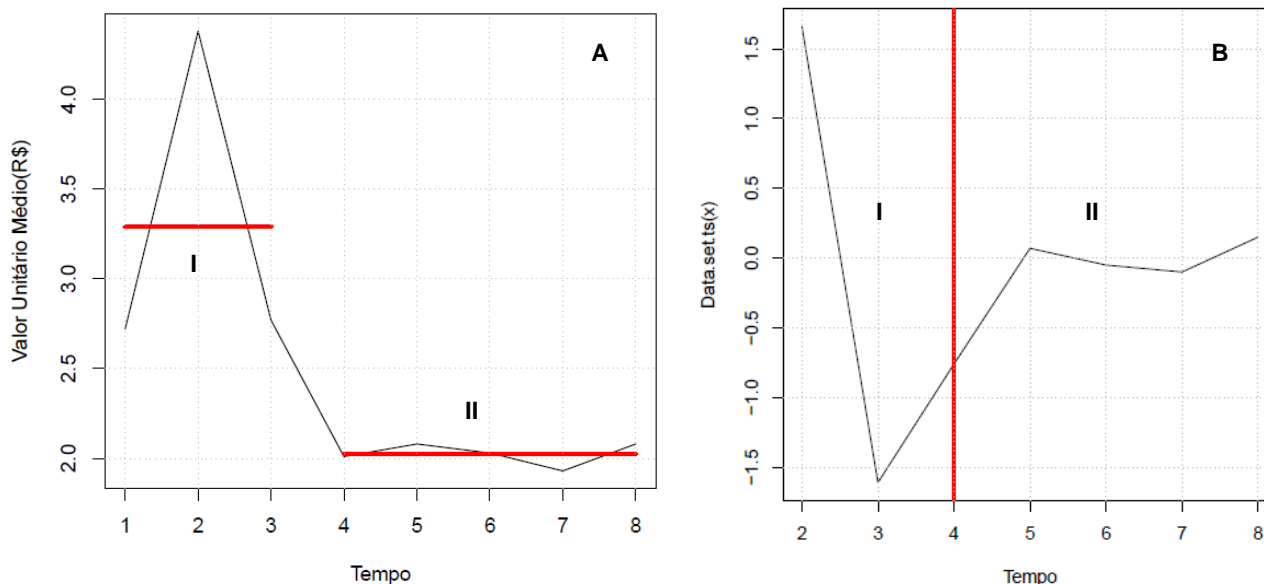 A
Valor Unitário Médio(R$)
4.0
3.5
3.0
2.5
2.0
I
II
1 2 3 4 5 6 7 8
Tempo
B
Data.set.ts(x)
1.5
1.0
0.5
0.0
−0.5
−1.0
−1.5
I
II
2 3 4 5 6 7 8
Tempo